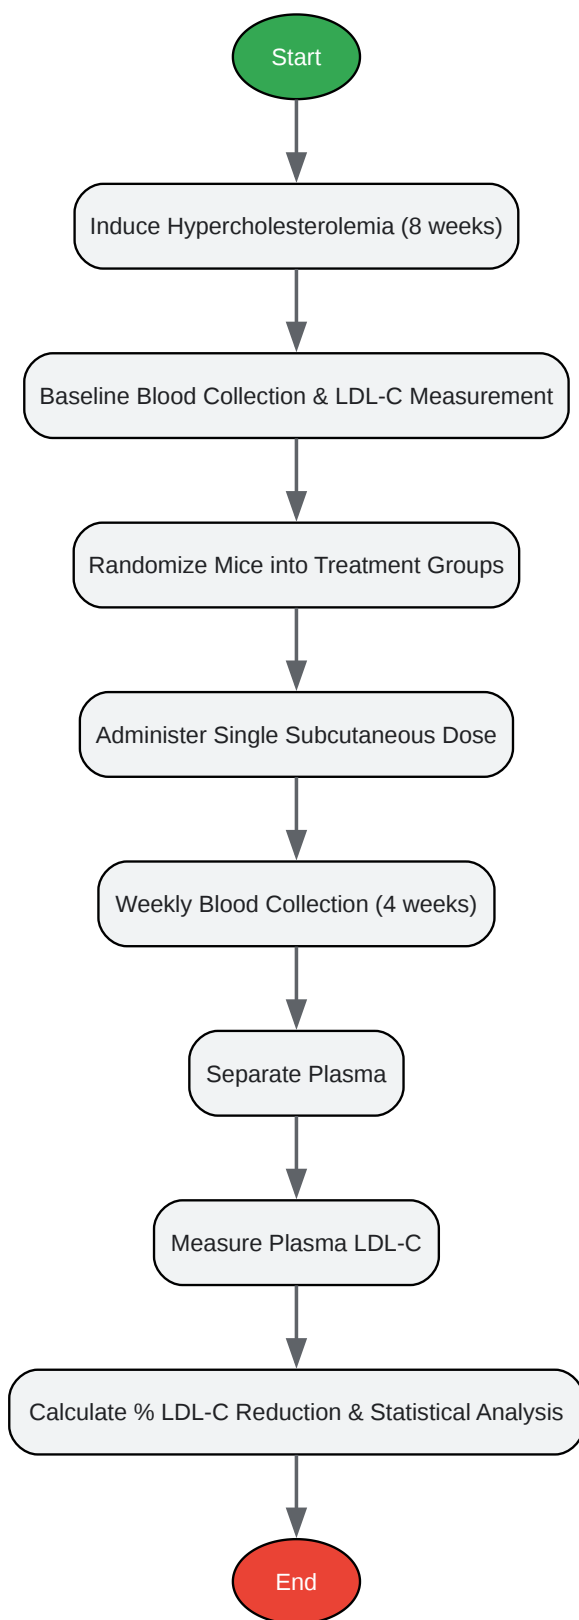 Start
Induce Hypercholesterolemia (8 weeks)
Baseline Blood Collection & LDL-C Measurement
Randomize Mice into Treatment Groups
Administer Single Subcutaneous Dose
Weekly Blood Collection (4 weeks)
Separate Plasma
Measure Plasma LDL-C
Calculate % LDL-C Reduction & Statistical Analysis
End